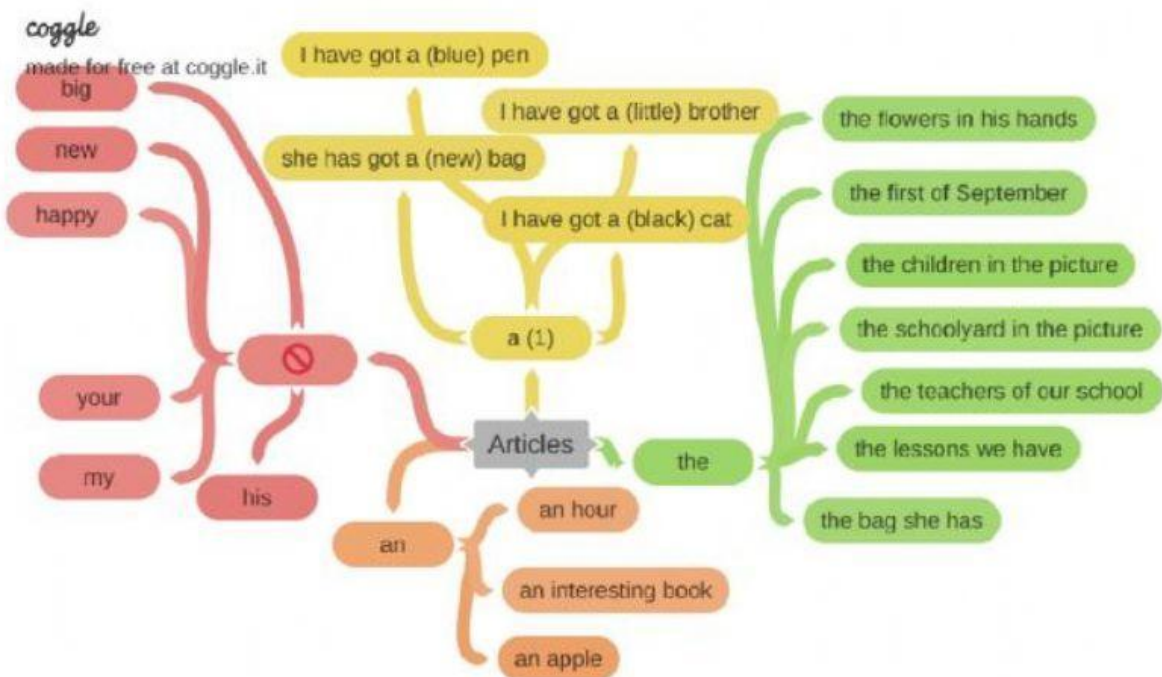 coggle
made for free at coggle.it
big
new
happy
your
my
his
I have got a (blue) pen
I have got a (little) brother
she has got a (new) bag
I have got a (black) cat
a (1)
Articles
the
the flowers in his hands
the first of September
the children in the picture
the schoolyard in the picture
the teachers of our school
the lessons we have
the bag she has
an
an hour
an interesting book
an apple